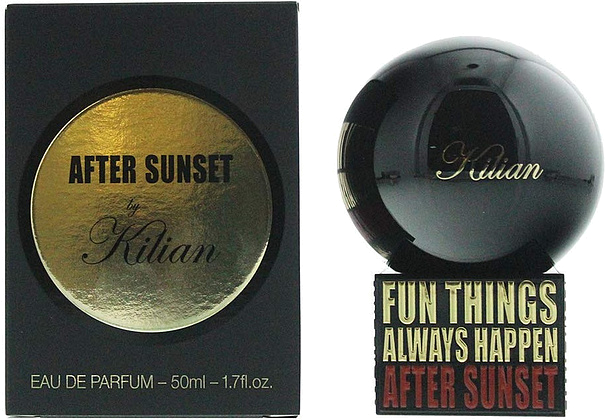 AFTER SUNSET
by
Kilian
EAU DE PARFUM – 50ml – 1.7fl.oz.
Kilian
FUN THINGS
ALWAYS HAPPEN
AFTER SUNSET